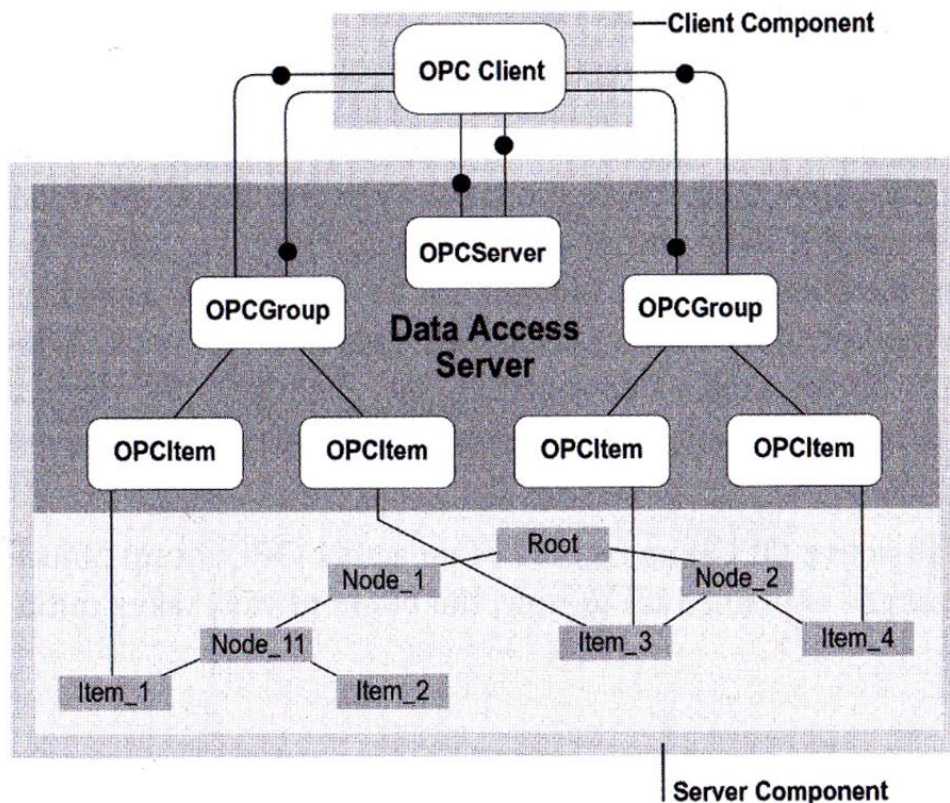 Client Component
OPC Client
OPCServer
OPCGroup
OPCGroup
Data Access
Server
OPCItem
OPCItem
OPCItem
OPCItem
Root
Node_1
Node_2
Node_11
Item_3
Item_4
Item_1
Item_2
Server Component